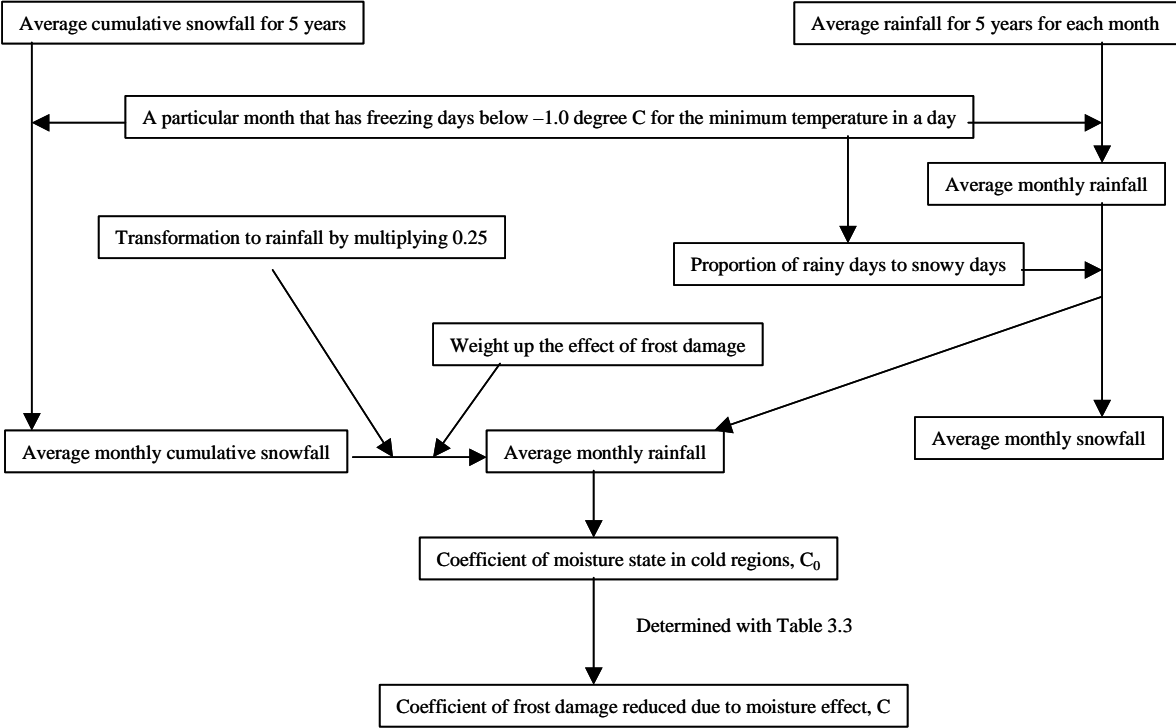 Average cumulative snowfall for 5 years
Average rainfall for 5 years for each month
A particular month that has freezing days below –1.0 degree C for the minimum temperature in a day
Average monthly rainfall
Transformation to rainfall by multiplying 0.25
Proportion of rainy days to snowy days
Weight up the effect of frost damage
Average monthly cumulative snowfall
Average monthly rainfall
Average monthly snowfall
Coefficient of moisture state in cold regions, C₀
Determined with Table 3.3
Coefficient of frost damage reduced due to moisture effect, C